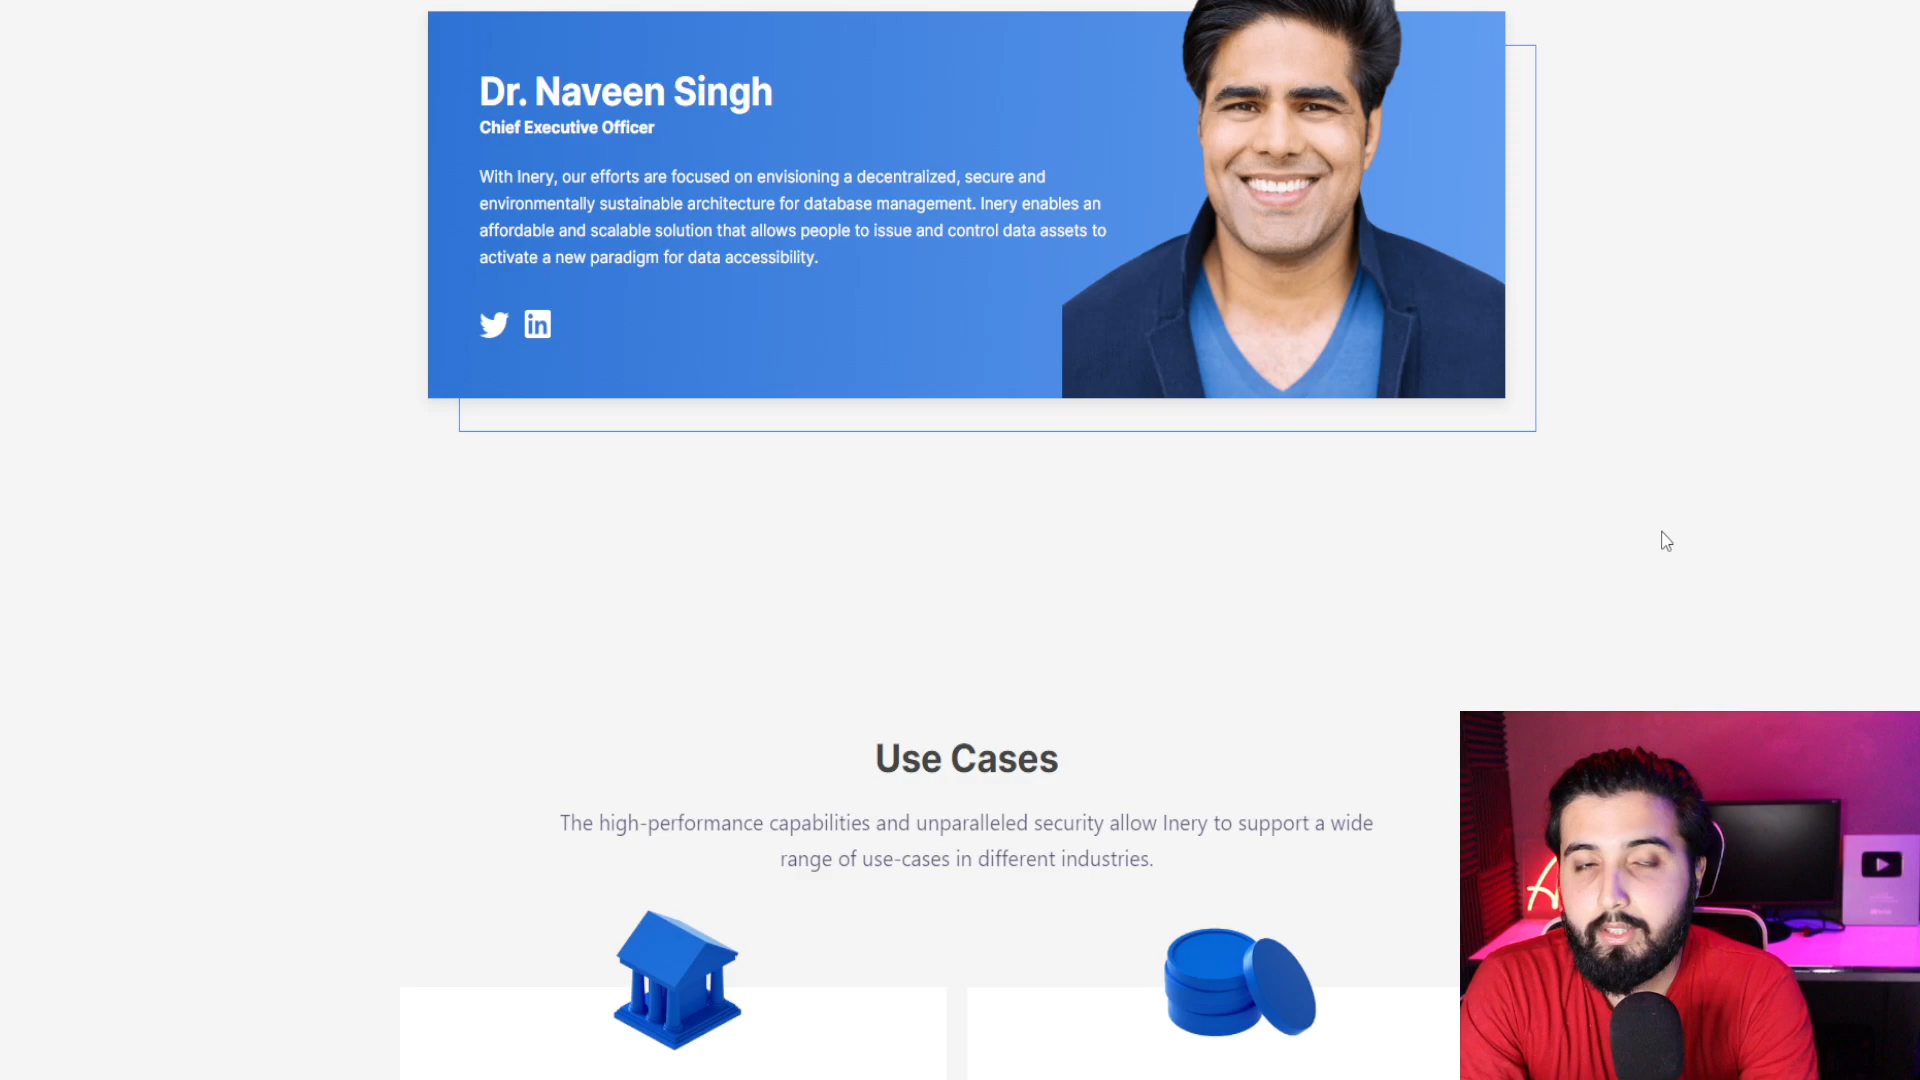 Dr. Naveen Singh
Chief Executive Officer
With Inery, our efforts are focused on envisioning a decentralized, secure and
environmentally sustainable architecture for database management. Inery enables an
affordable and scalable solution that allows people to issue and control data assets to
activate a new paradigm for data accessibility.
in
Use Cases
The high-performance capabilities and unparalleled security allow Inery to support a wide
range of use-cases in different industries.